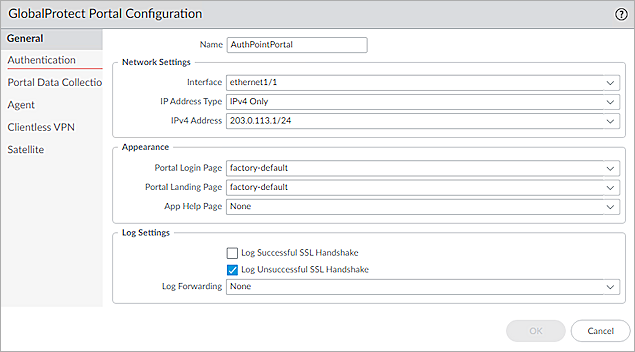 GlobalProtect Portal Configuration
General
Authentication
Portal Data Collectio
Agent
Clientless VPN
Satellite
Name AuthPointPortal
Network Settings
Interface ethernet1/1
IP Address Type IPv4 Only
IPv4 Address 203.0.113.1/24
Appearance
Portal Login Page factory-default
Portal Landing Page factory-default
App Help Page None
Log Settings
Log Successful SSL Handshake
Log Unsuccessful SSL Handshake
Log Forwarding None
OK Cancel